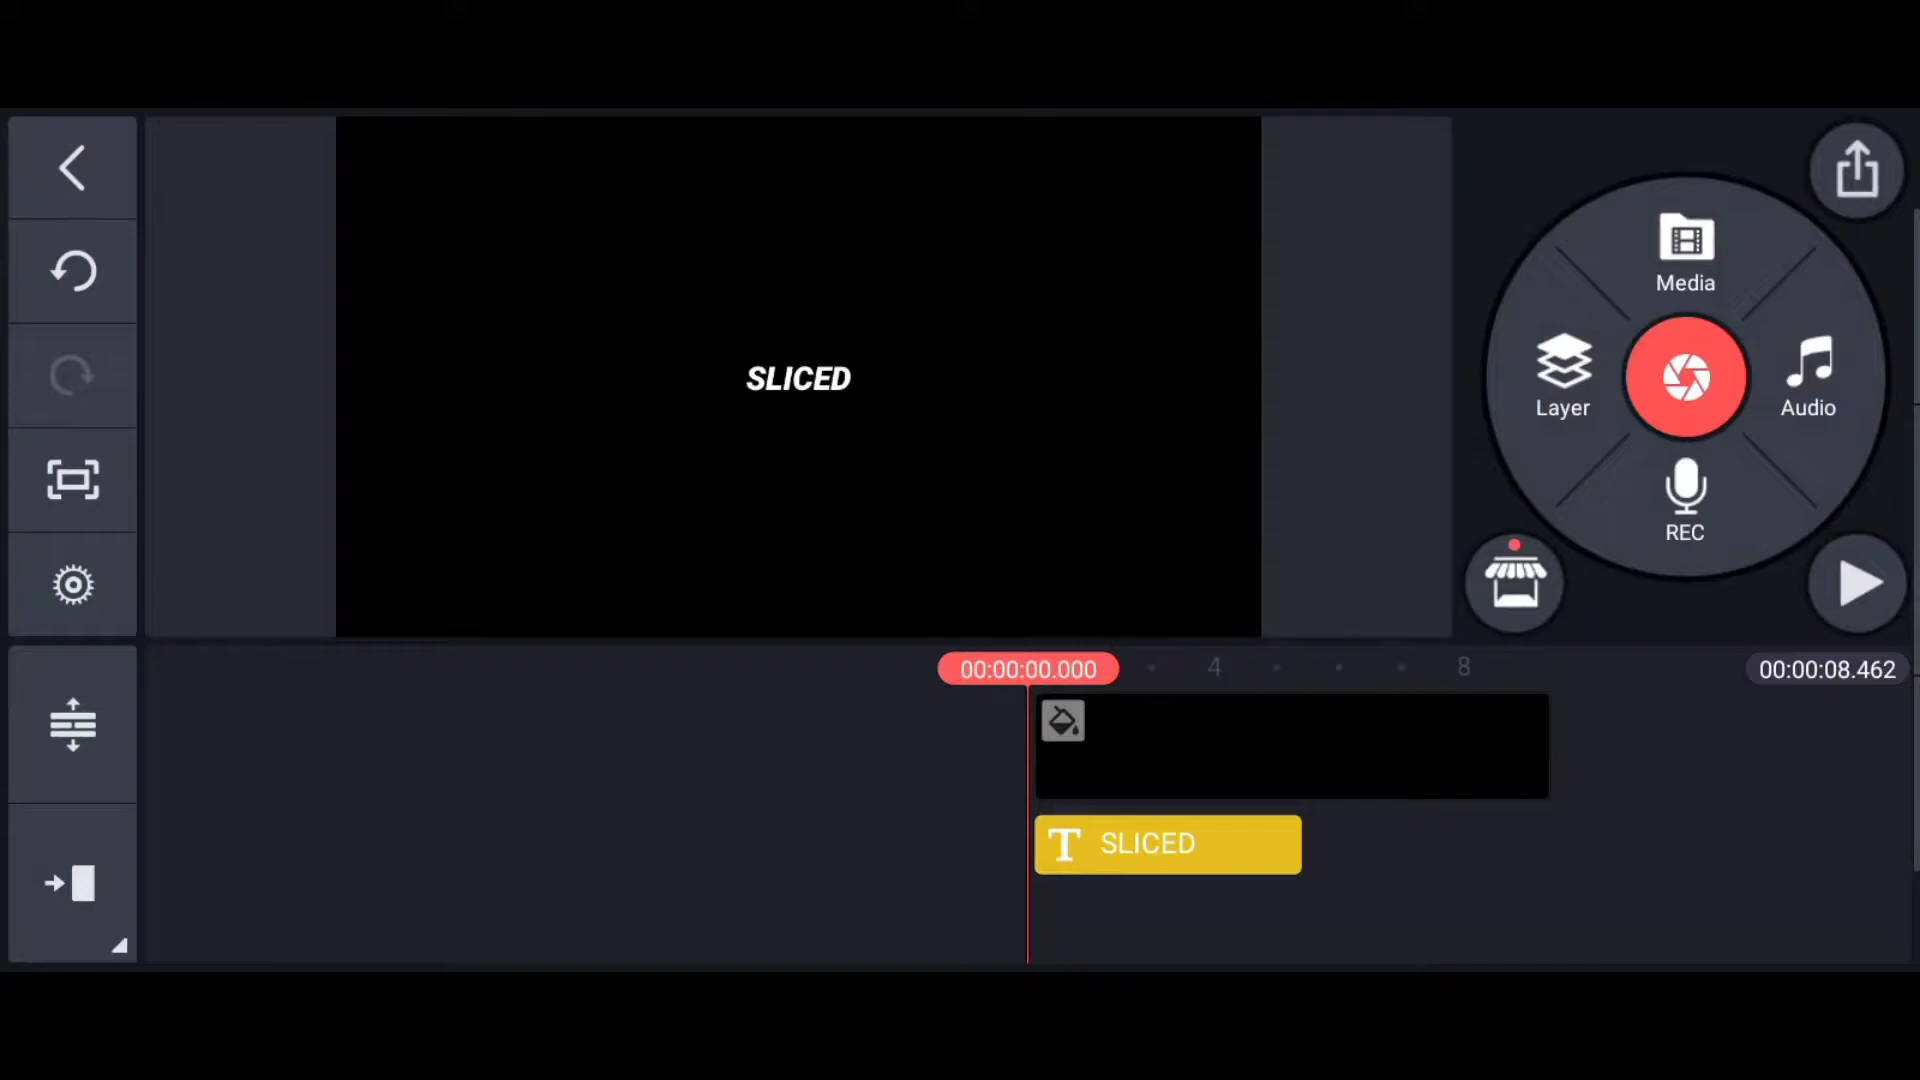 Media
SLICED
Layer
Audio
REC
00:00:00.000
4
8
00:00:08.462
T SLICED